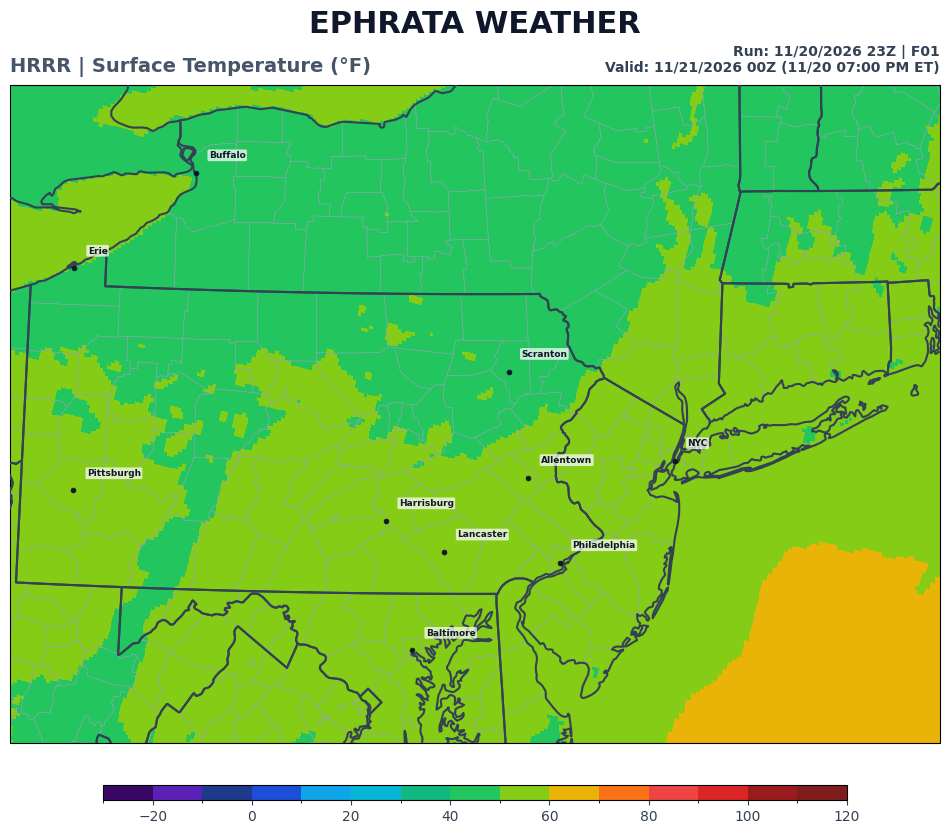 EPHRATA WEATHER
HRRR | Surface Temperature (°F)
Run: 11/20/2026 23Z | F01
Valid: 11/21/2026 00Z (11/20 07:00 PM ET)
Buffalo
Erie
Scranton
NYC
Allentown
Pittsburgh
Harrisburg
Lancaster
Philadelphia
Baltimore
−20 0 20 40 60 80 100 120